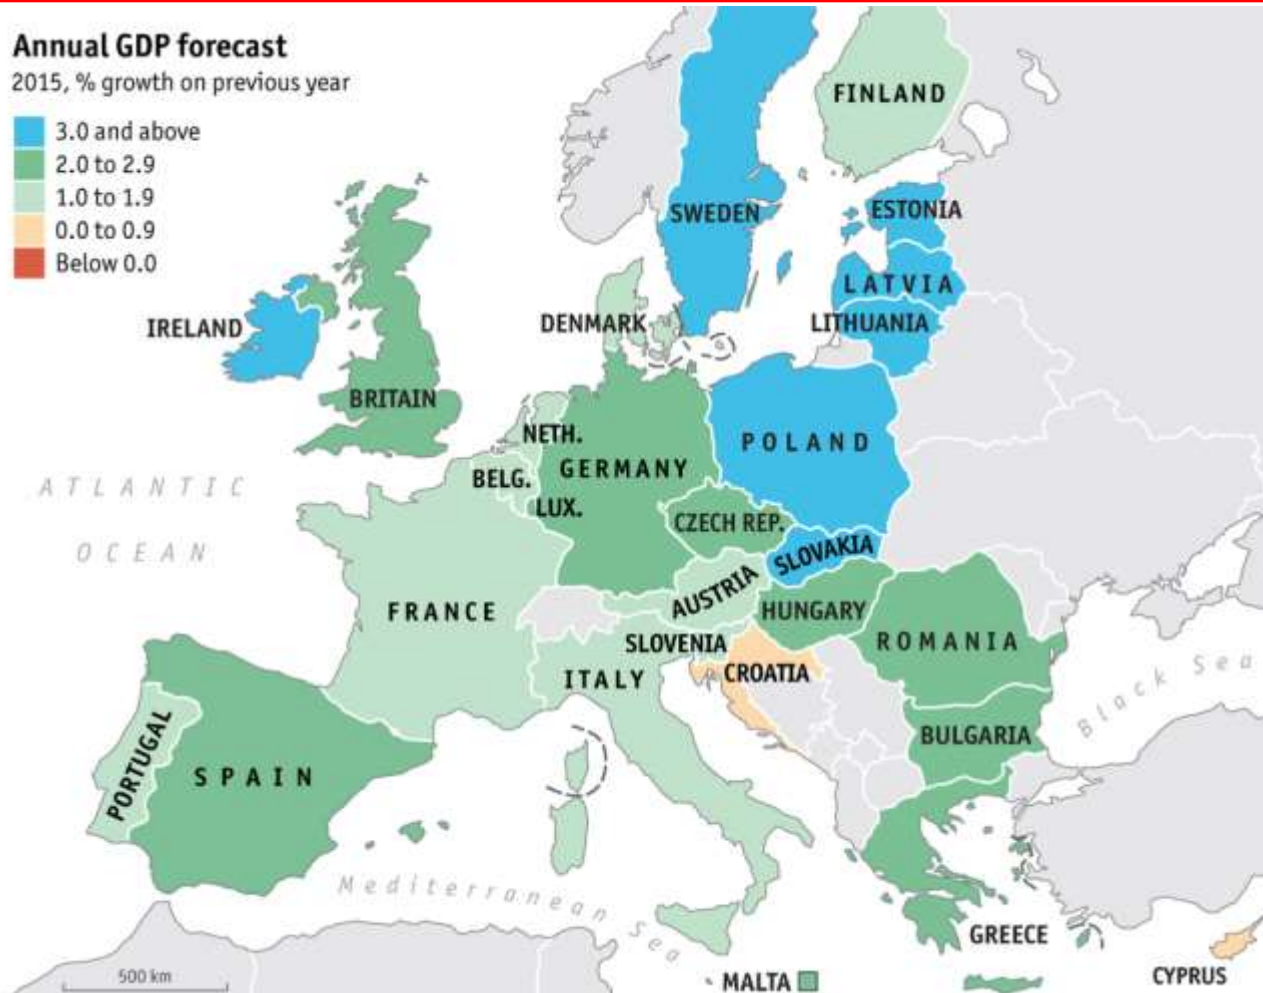 Annual GDP forecast
2015, % growth on previous year
3.0 and above
2.0 to 2.9
1.0 to 1.9
0.0 to 0.9
Below 0.0
FINLAND
SWEDEN
ESTONIA
LATVIA
LITHUANIA
DENMARK
IRELAND
BRITAIN
NETH.
POLAND
GERMANY
BELG.
LUX.
ATLANTIC
OCEAN
CZECH REP.
SLOVAKIA
AUSTRIA
FRANCE
HUNGARY
ROMANIA
SLOVENIA
ITALY
CROATIA
Black Sea
BULGARIA
PORTUGAL
SPAIN
Mediterranean Sea
GREECE
500 km
MALTA
CYPRUS